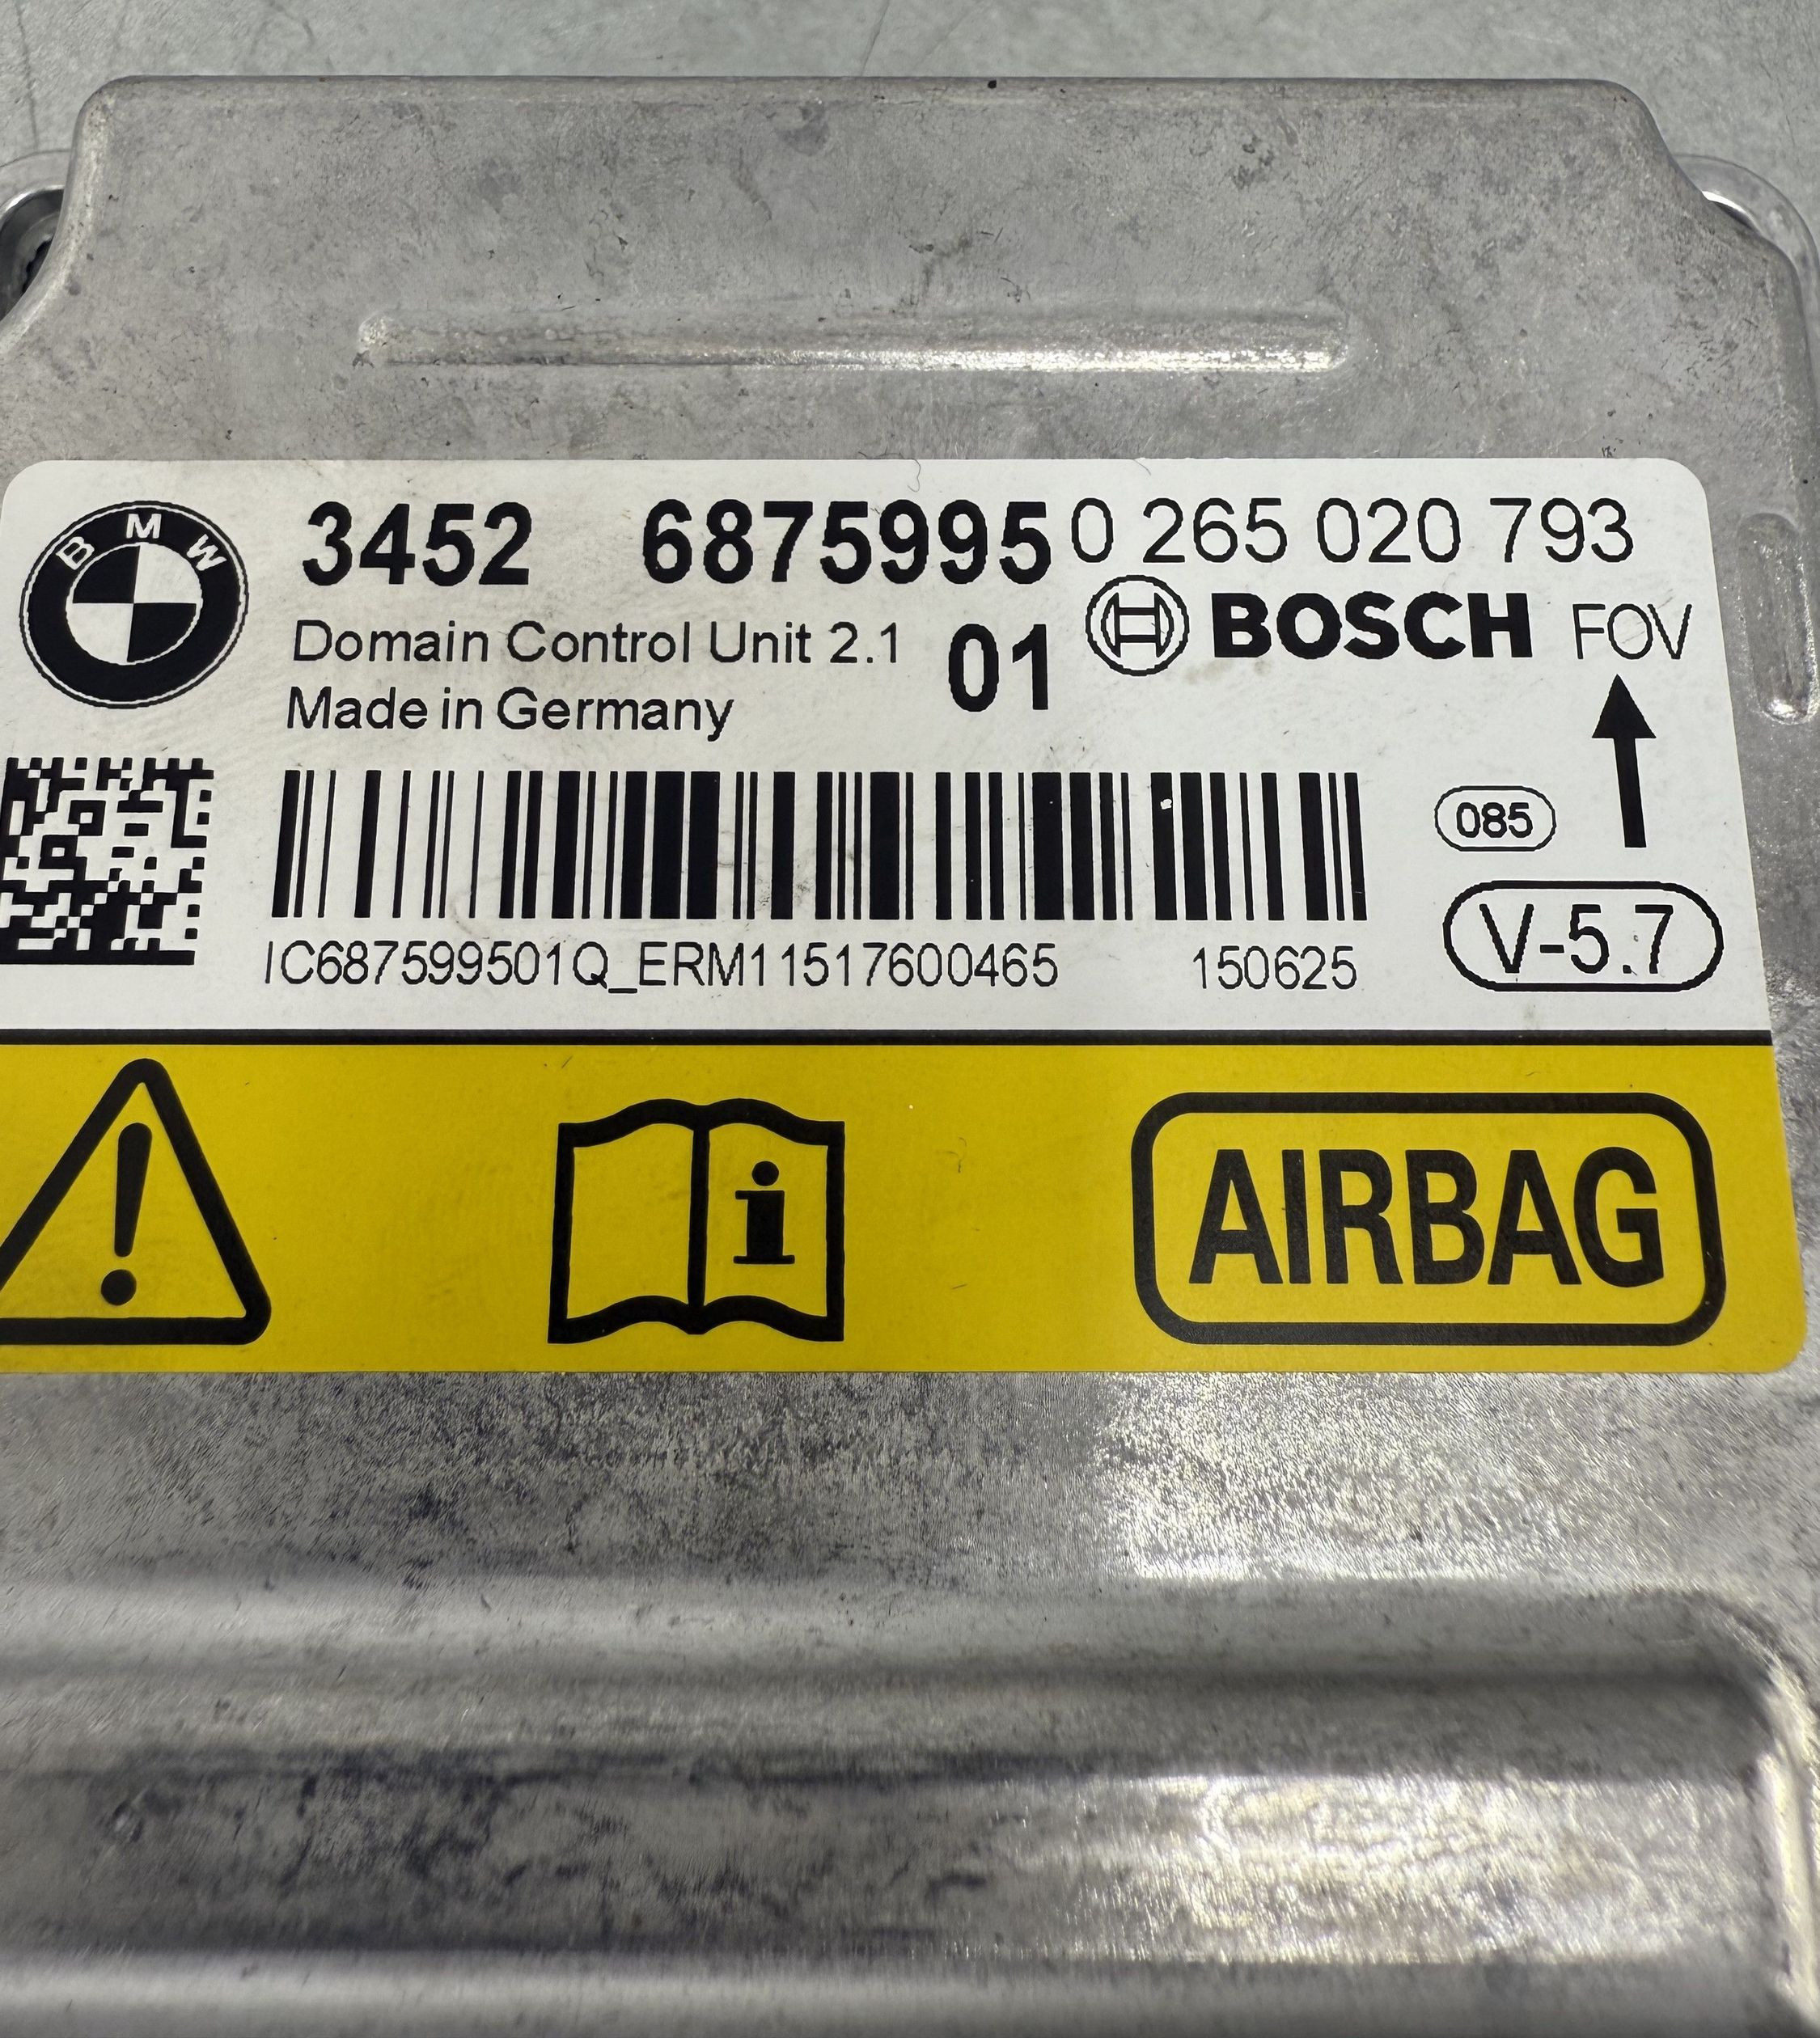 BMW
3452 6875995
0 265 020 793
Domain Control Unit 2.1
01
BOSCH
FOV
Made in Germany
085
V-5.7
IC687599501Q_ERM11517600465 150625
i
AIRBAG